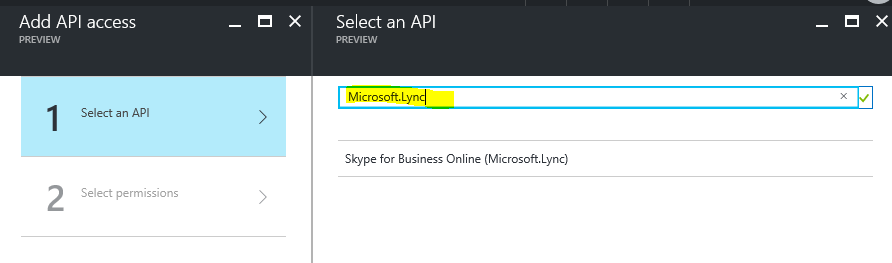 Add API access
PREVIEW
1 Select an API
2 Select permissions
Select an API
PREVIEW
Microsoft.Lync
Skype for Business Online (Microsoft.Lync)